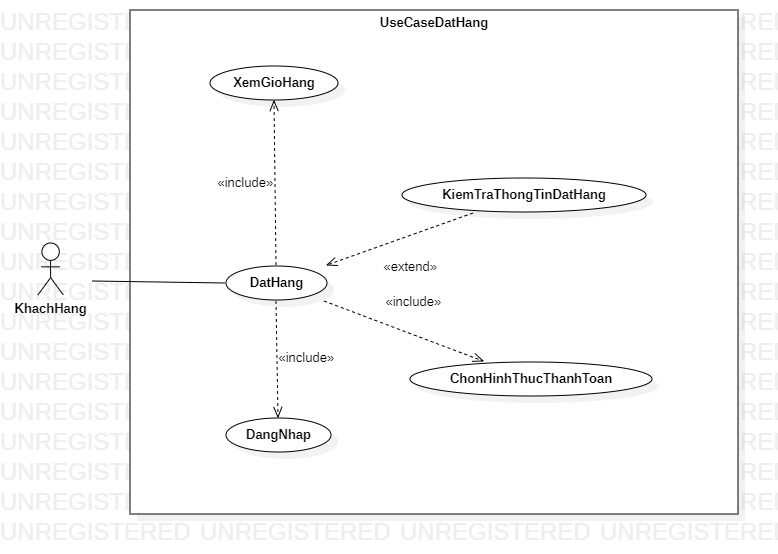 UseCaseDatHang
XemGioHang
«include»
KiemTraThongTinDatHang
«extend»
KhachHang
DatHang
«include»
«include»
ChonHinhThucThanhToan
DangNhap
UNREGISTERED UNREGISTERED UNREGISTERED UNREGISTERED